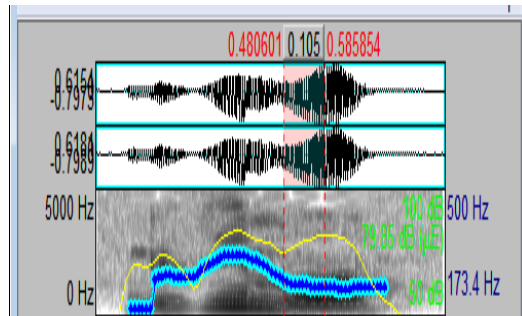 0.480601 0.105 0.585854
0.6154
-0.7979
0.6181
-0.7989
5000 Hz 100 dB 500 Hz
79.85 dB (µE)
0 Hz 50 dB 173.4 Hz